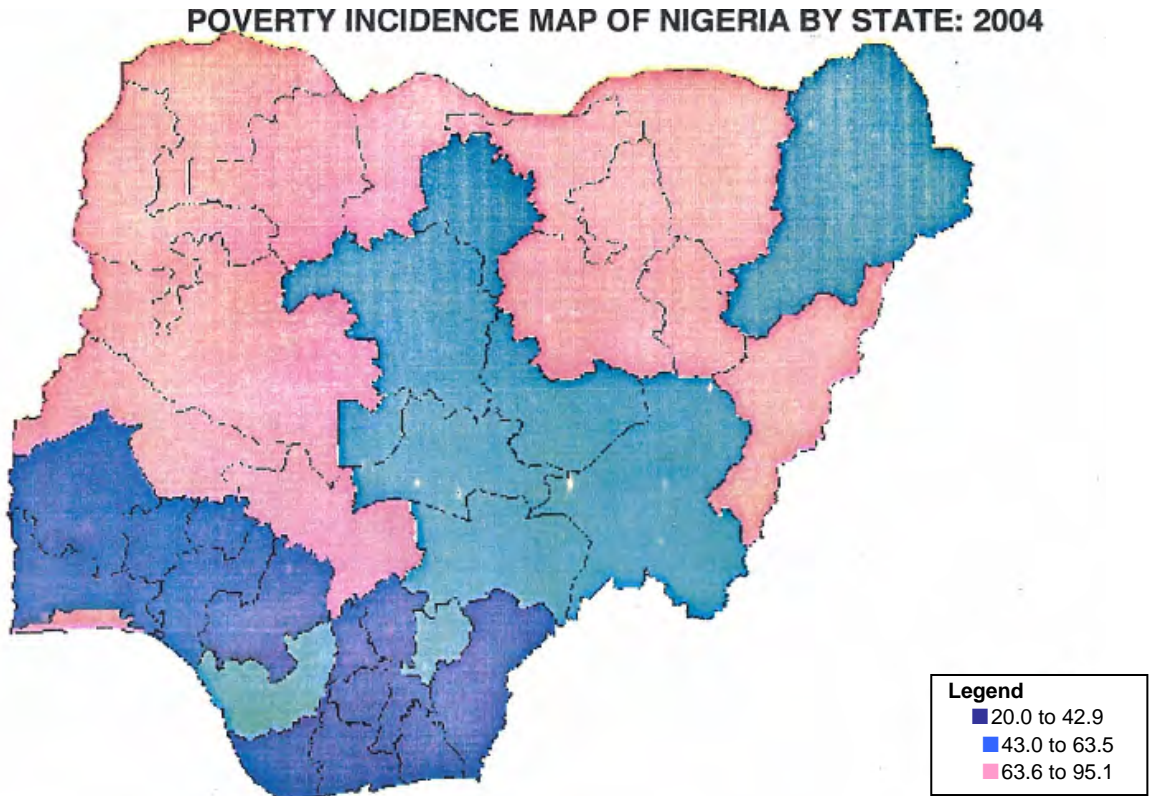 POVERTY INCIDENCE MAP OF NIGERIA BY STATE: 2004
Legend
20.0 to 42.9
43.0 to 63.5
63.6 to 95.1